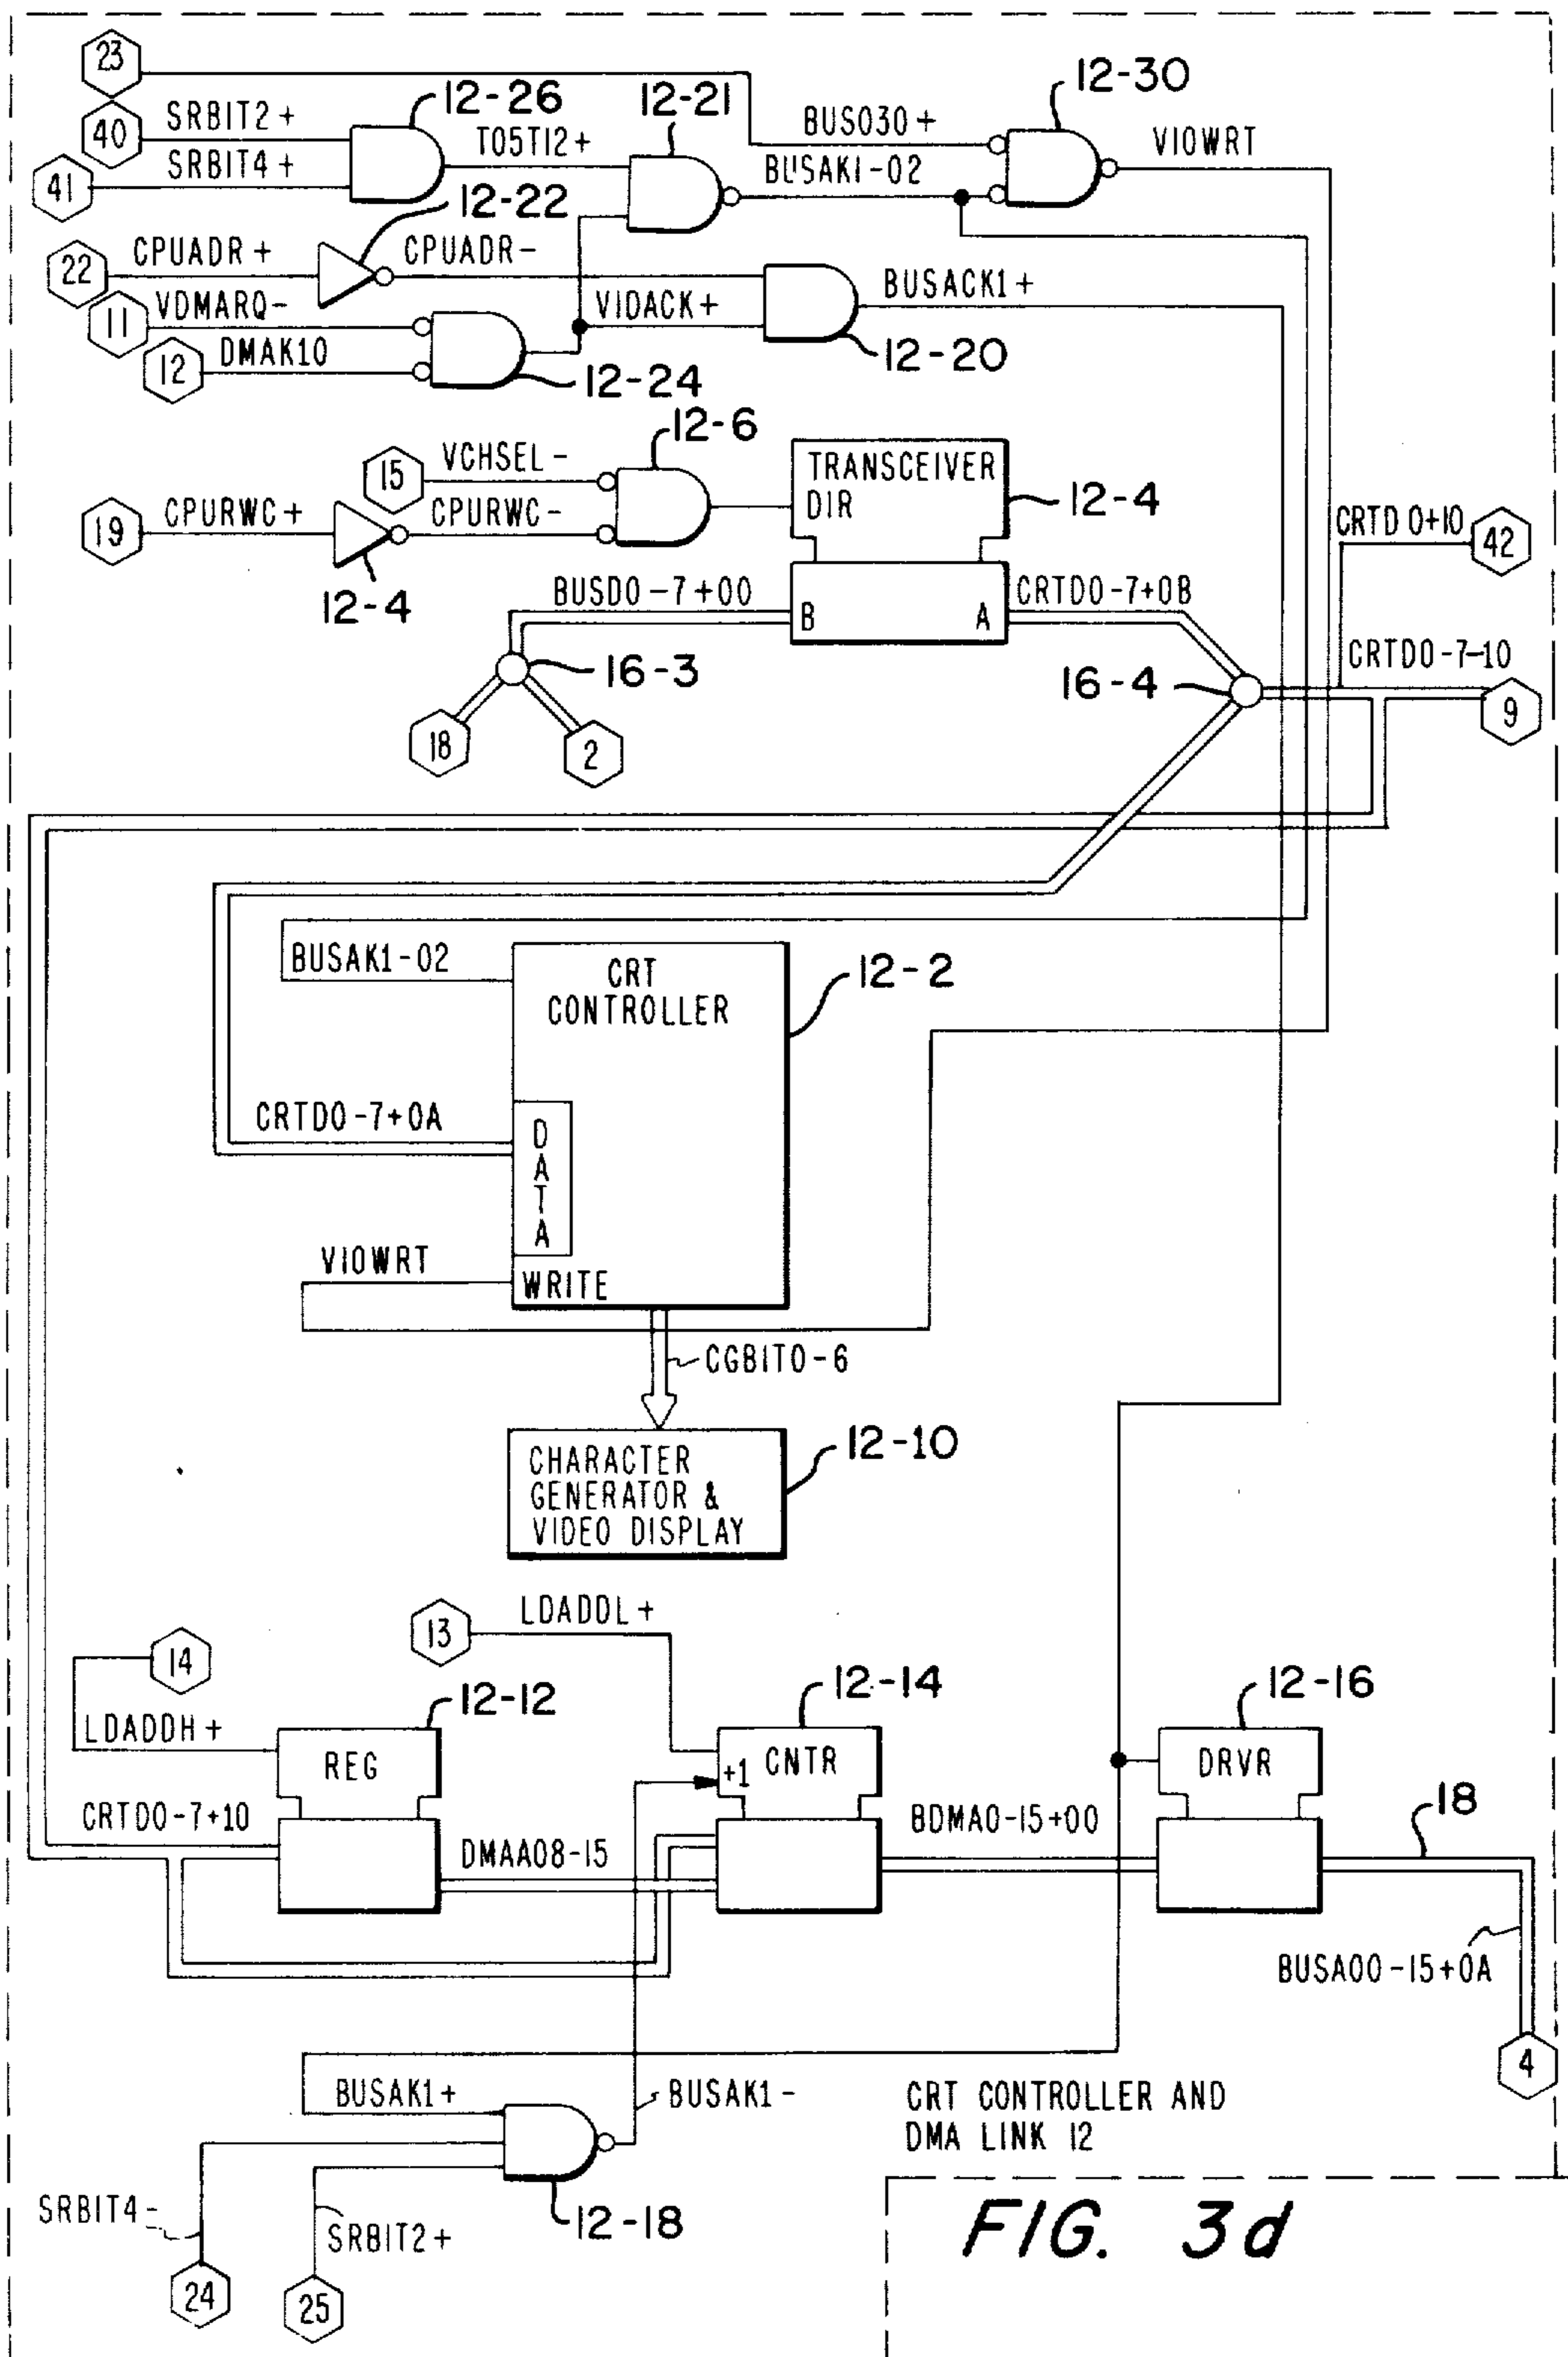 23
12-30
12-26
12-21
40
SRBIT2+
T05T12+
BUS030+
VIOWRT
41
SRBIT4+
BUSAK1-02
12-22
22
CPUADR+
CPUADR-
BUSACK1+
11
VDMARQ-
VIDACK+
12
DMAK10
12-20
12-24
12-6
15
VCHSEL-
TRANSCEIVER
DIR
12-4
19
CPURWC+
CPURWC-
CRTD 0+10
42
12-4
BUSD0-7+00
CRTD0-7+0B
B
A
CRTD0-7-10
16-3
16-4
9
18
2
BUSAK1-02
CRT
CONTROLLER
12-2
CRTD0-7+0A
DATA
VIOWRT
WRITE
CGBIT0-6
CHARACTER
GENERATOR &
VIDEO DISPLAY
12-10
13
LDADDL+
14
12-12
12-14
12-16
LDADDH+
REG
+1 CNTR
DRVR
18
CRTD0-7+10
DMAA08-15
BDMA0-15+00
BUSA00-15+0A
4
BUSAK1+
BUSAK1-
CRT CONTROLLER AND
DMA LINK 12
SRBIT4-
SRBIT2+
12-18
24
25
FIG. 3d